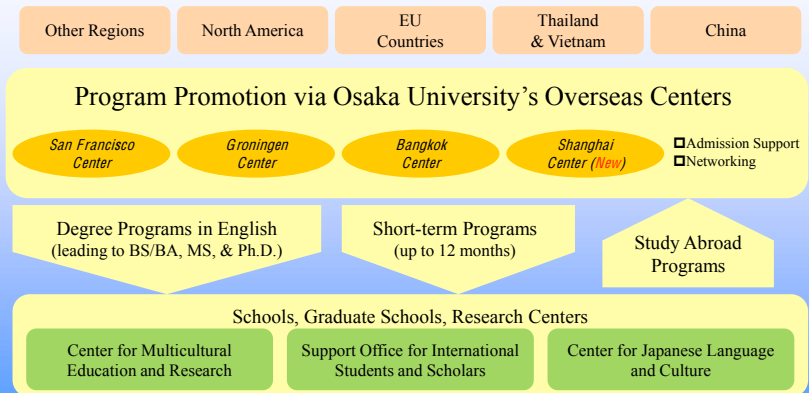 Other Regions
North America
EU
Countries
Thailand
& Vietnam
China
Program Promotion via Osaka University's Overseas Centers
San Francisco
Center
Groningen
Center
Bangkok
Center
Shanghai
Center (New)
Admission Support
Networking
Degree Programs in English
(leading to BS/BA, MS, & Ph.D.)
Short-term Programs
(up to 12 months)
Study Abroad
Programs
Schools, Graduate Schools, Research Centers
Center for Multicultural
Education and Research
Support Office for International
Students and Scholars
Center for Japanese Language
and Culture